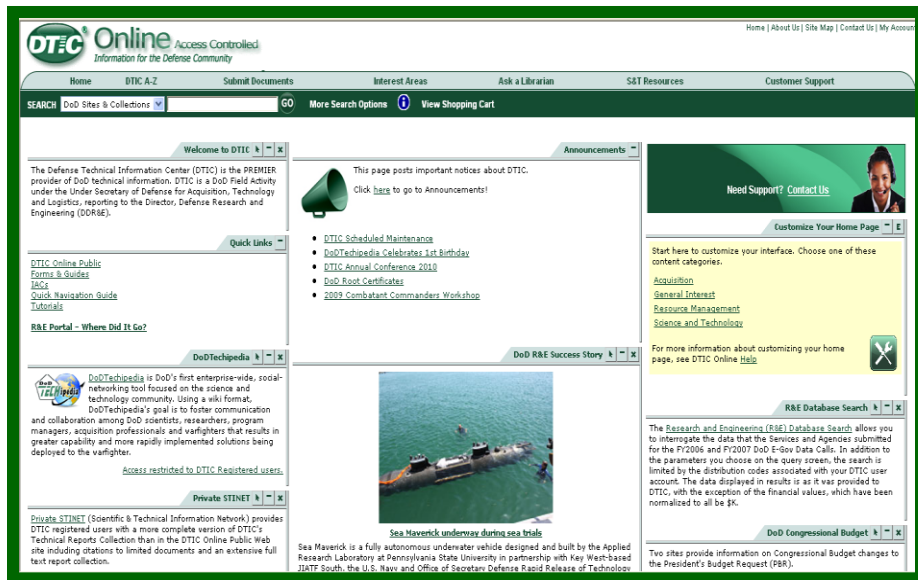 Home | About Us | Site Map | Contact Us | My Accoun
DTIC Online Access Controlled
Information for the Defense Community
Home DTIC A-Z Submit Documents Interest Areas Ask a Librarian S&T Resources Customer Support
SEARCH DoD Sites & Collections GO More Search Options i View Shopping Cart
Welcome to DTIC
The Defense Technical Information Center (DTIC) is the PREMIER
provider of DoD technical information. DTIC is a DoD Field Activity
under the Under Secretary of Defense for Acquisition, Technology
and Logistics, reporting to the Director, Defense Research and
Engineering (DDR&E).
Quick Links
DTIC Online Public
Forms & Guides
IACs
Quick Navigation Guide
Tutorials
R&E Portal - Where Did It Go?
DoDTechipedia
DoD
TECHipedia
DoDTechipedia is DoD's first enterprise-wide, social-
networking tool focused on the science and
technology community. Using a wiki format,
DoDTechipedia's goal is to foster communication
and collaboration among DoD scientists, researchers, program
managers, acquisition professionals and varfighters that results in
greater capability and more rapidly implemented solutions being
deployed to the varfighter.
Access restricted to DTIC Registered users.
Private STINET
Private STINET (Scientific & Technical Information Network) provides
DTIC registered users with a more complete version of DTIC's
Technical Reports Collection than in the DTIC Online Public Web
site including citations to limited documents and an extensive full
text report collection.
Announcements
This page posts important notices about DTIC.
Click here to go to Announcements!
• DTIC Scheduled Maintenance
• DoDTechipedia Celebrates 1st Birthday
• DTIC Annual Conference 2010
• DoD Root Certificates
• 2009 Combatant Commanders Workshop
DoD R&E Success Story
Sea Maverick underway during sea trials
Sea Maverick is a fully autonomous underwater vehicle designed and built by the Applied
Research Laboratory at Pennsylvania State University in partnership with Key West-based
JIATF South, the U.S. Navy and Office of Secretary Defense Rapid Release of Technology
Need Support? Contact Us
Customize Your Home Page
Start here to customize your interface. Choose one of these
content categories.
Acquisition
General Interest
Resource Management
Science and Technology
For more information about customizing your home
page, see DTIC Online Help
R&E Database Search
The Research and Engineering (R&E) Database Search allows you
to interrogate the data that the Services and Agencies submitted
for the FY2006 and FY2007 DoD E-Gov Data Calls. In addition to
the parameters you choose on the query screen, the search is
limited by the distribution codes associated with your DTIC user
account. The data displayed in results is as it was provided to
DTIC, with the exception of the financial values, which have been
normalized to all be $K.
DoD Congressional Budget
Two sites provide information on Congressional Budget changes to
the President's Budget Request (PBR).